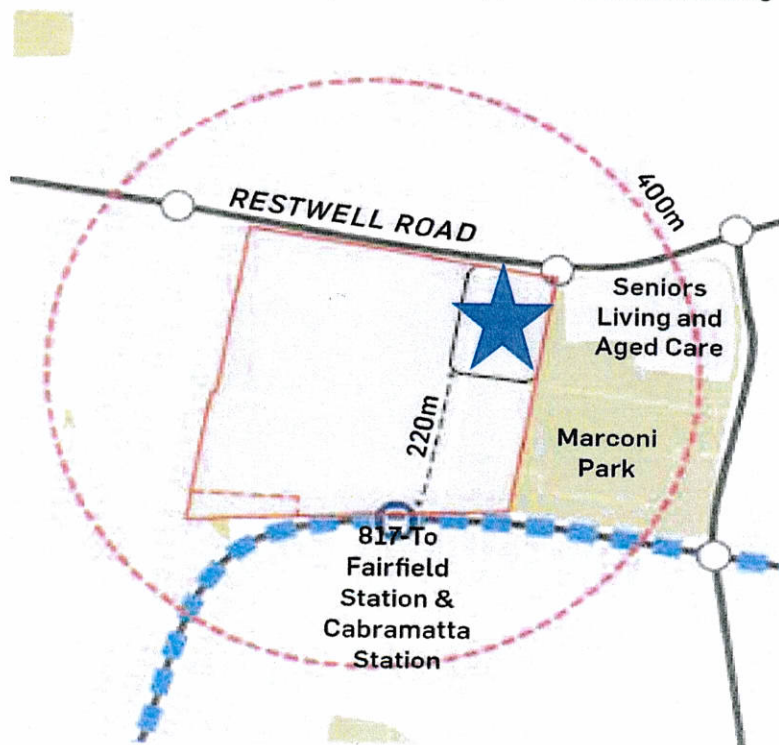 400m
RESTWELL ROAD
Seniors
Living and
Aged Care
220m
Marconi
Park
817-To
Fairfield
Station &
Cabramatta
Station